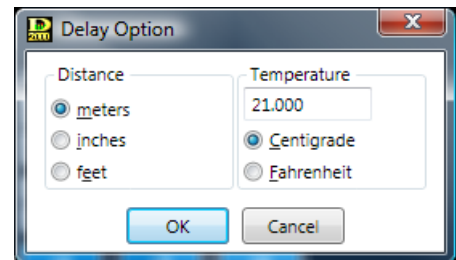 Delay Option
Distance
meters
inches
feet
Temperature
21.000
Centigrade
Fahrenheit
OK
Cancel